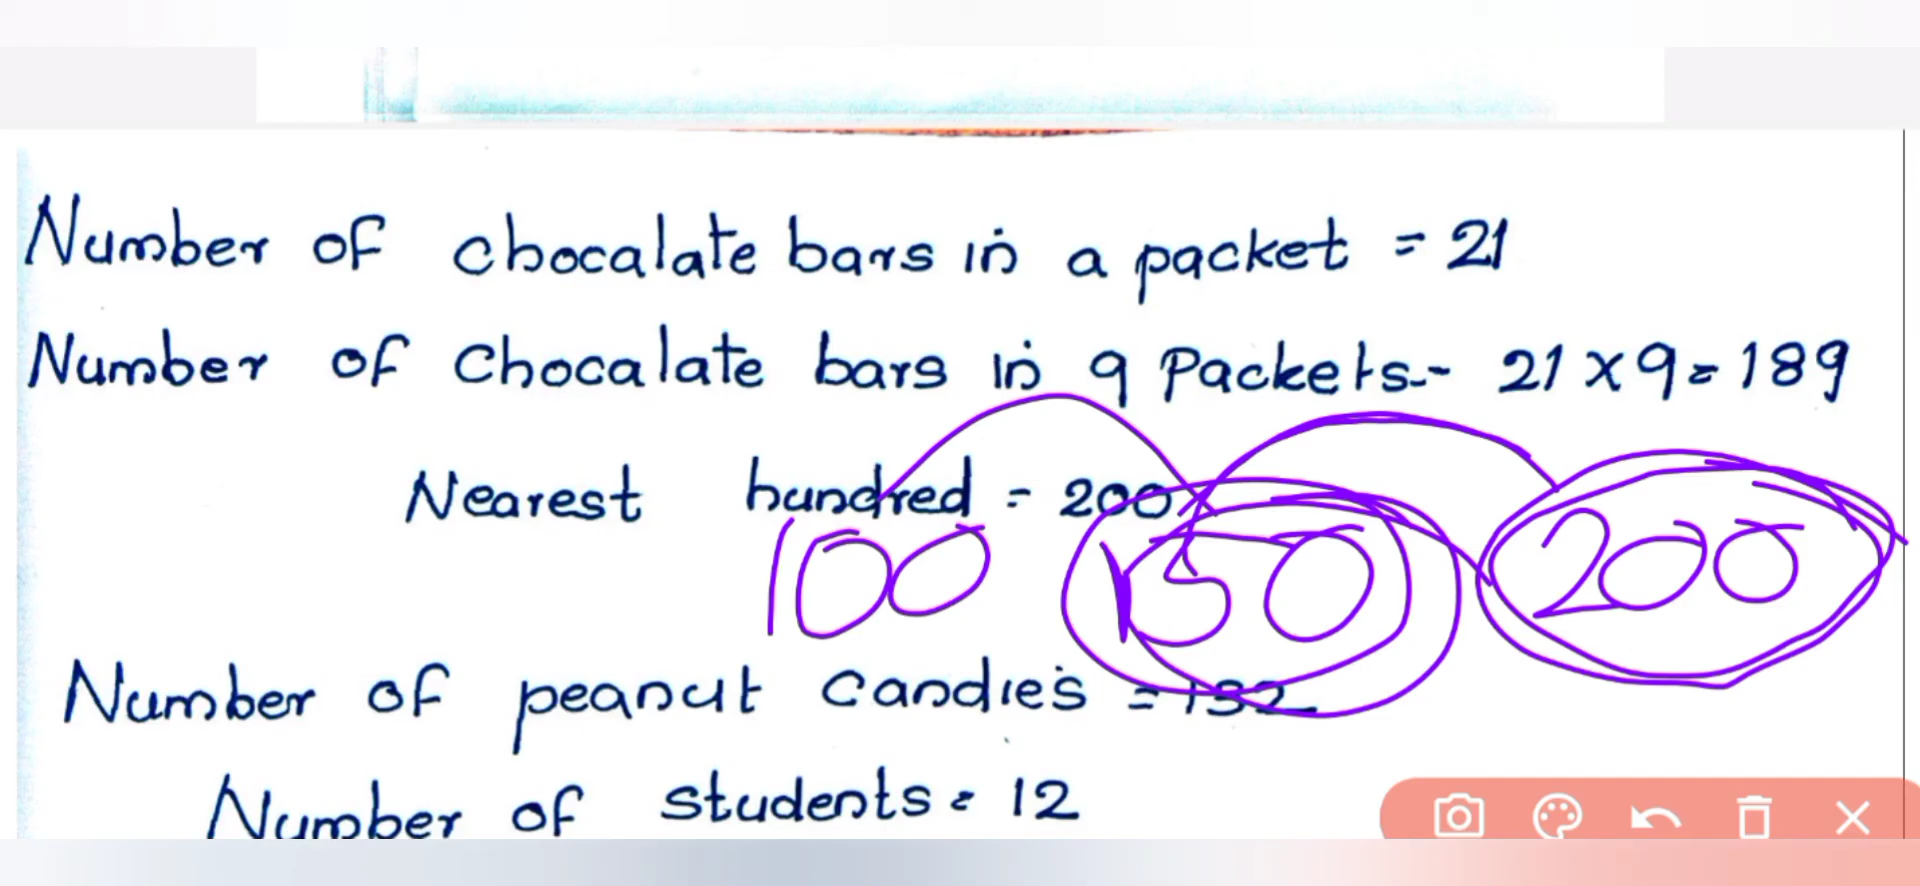 Number of chocalate bars in a packet = 21
Number of Chocalate bars in 9 Packets - 21 x 9 = 189
Nearest hundred = 200
100 150 200
Number of peanut candies = 132
Number of students = 12